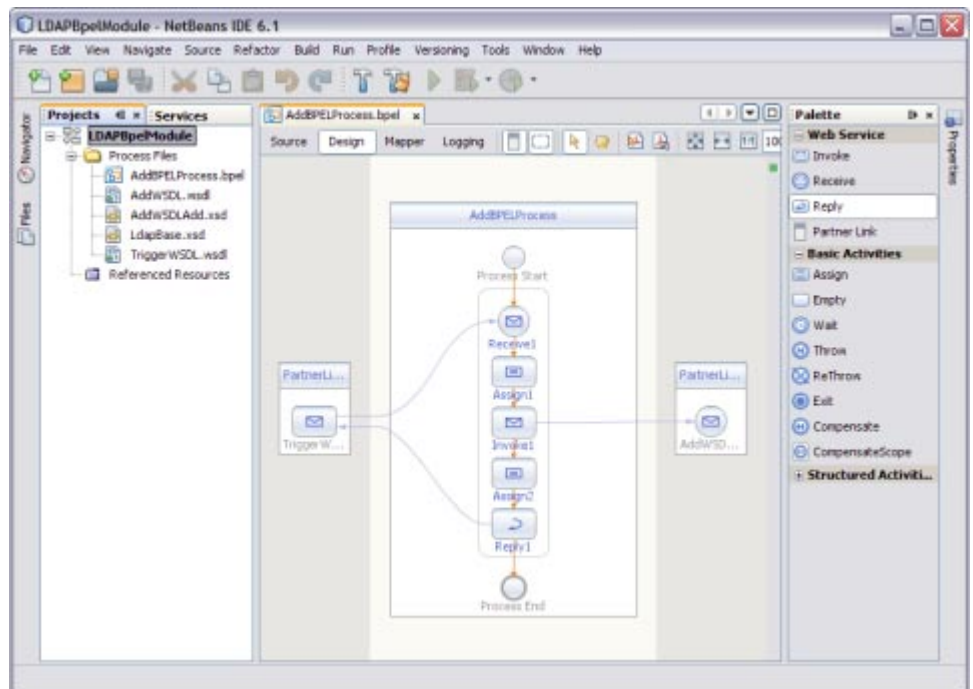 LDAPBpelModule - NetBeans IDE 6.1
File Edit View Navigate Source Refactor Build Run Profile Versioning Tools Window Help
Navigator
Files
Projects Services
LDAPBpelModule
Process Files
AddBPELProcess.bpel
AddWSDL.wsdl
AddWSDLAdd.xsd
LdapBase.xsd
TriggerWSDL.wsdl
Referenced Resources
AddBPELProcess.bpel
Source Design Mapper Logging 1:1 100
AddBPELProcess
Process Start
Receive1
Assign1
Invoke1
Assign2
Reply1
Process End
PartnerLi...
TriggerW...
PartnerLi...
AddWSD...
Palette
Web Service
Invoke
Receive
Reply
Partner Link
Basic Activities
Assign
Empty
Wait
Throw
ReThrow
Exit
Compensate
CompensateScope
Structured Activiti...
Properties